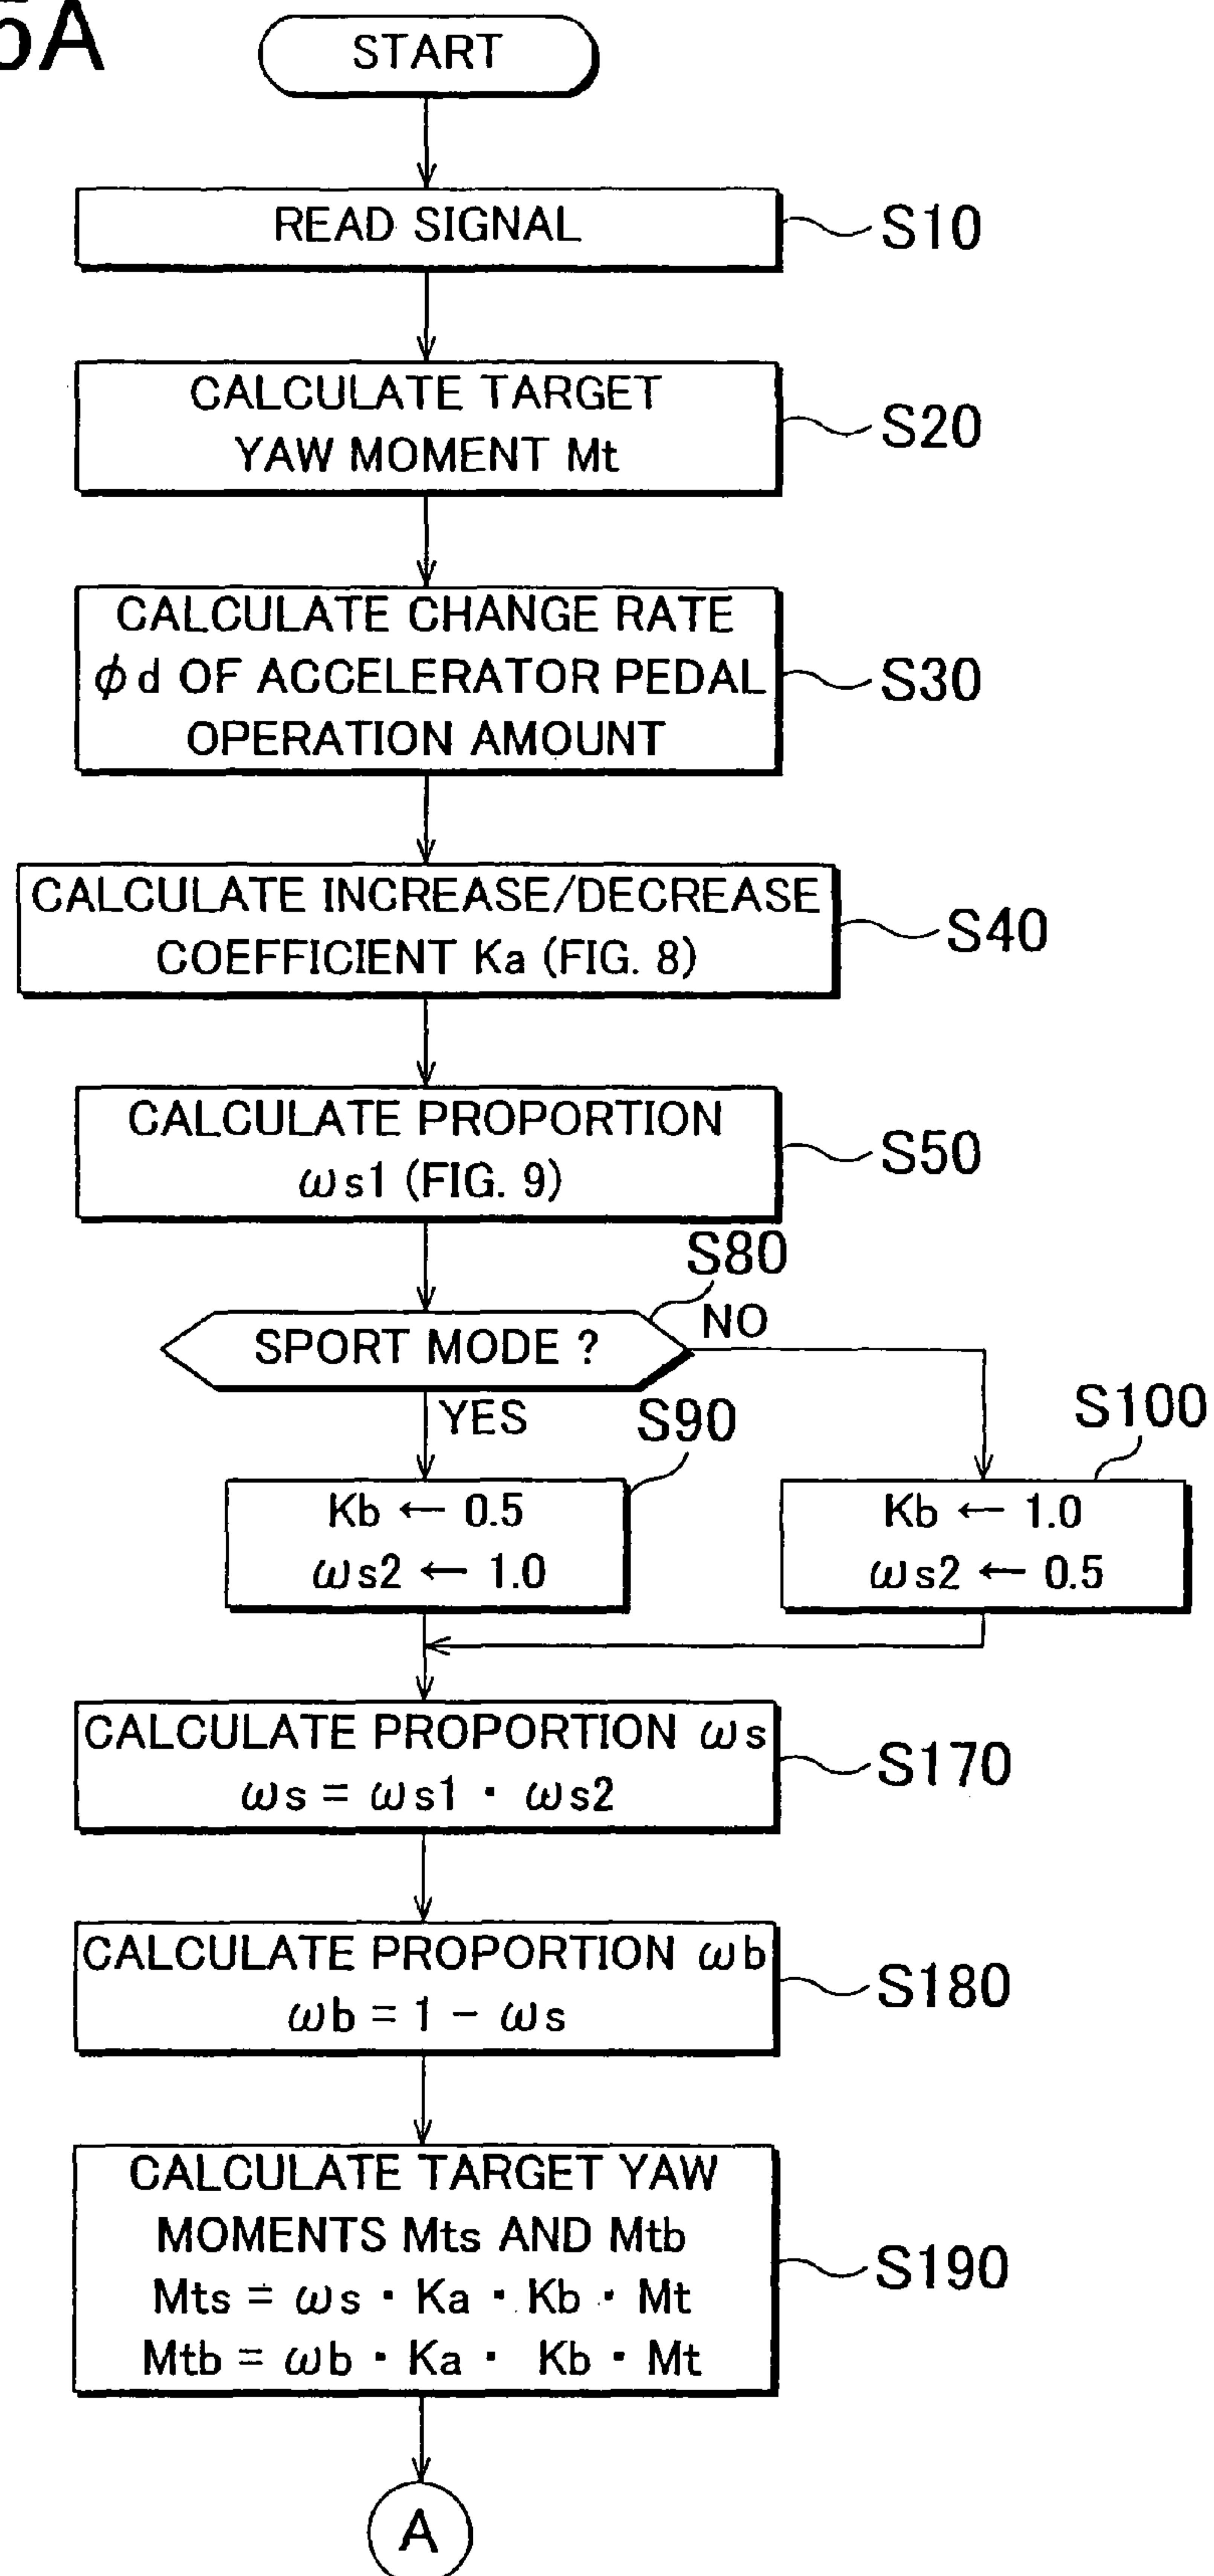 5A
START
READ SIGNAL
S10
CALCULATE TARGET
YAW MOMENT Mt
S20
CALCULATE CHANGE RATE
ϕd OF ACCELERATOR PEDAL
OPERATION AMOUNT
S30
CALCULATE INCREASE/DECREASE
COEFFICIENT Ka (FIG. 8)
S40
CALCULATE PROPORTION
ωs1 (FIG. 9)
S50
S80
SPORT MODE ?
NO
YES
S90
S100
Kb ← 0.5
ωs2 ← 1.0
Kb ← 1.0
ωs2 ← 0.5
CALCULATE PROPORTION ωs
ωs = ωs1 · ωs2
S170
CALCULATE PROPORTION ωb
ωb = 1 − ωs
S180
CALCULATE TARGET YAW
MOMENTS Mts AND Mtb
Mts = ωs · Ka · Kb · Mt
Mtb = ωb · Ka · Kb · Mt
S190
A